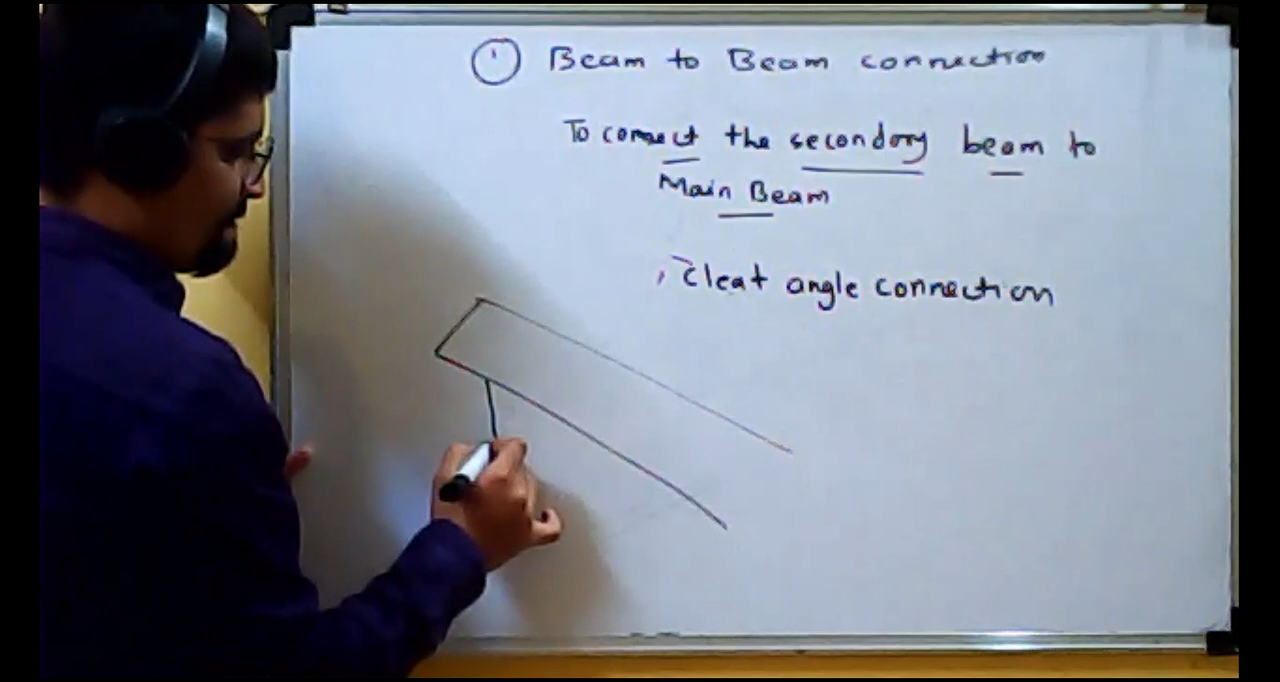 ① Beam to Beam connection
To connect the secondary beam to
Main Beam
cleat angle connection